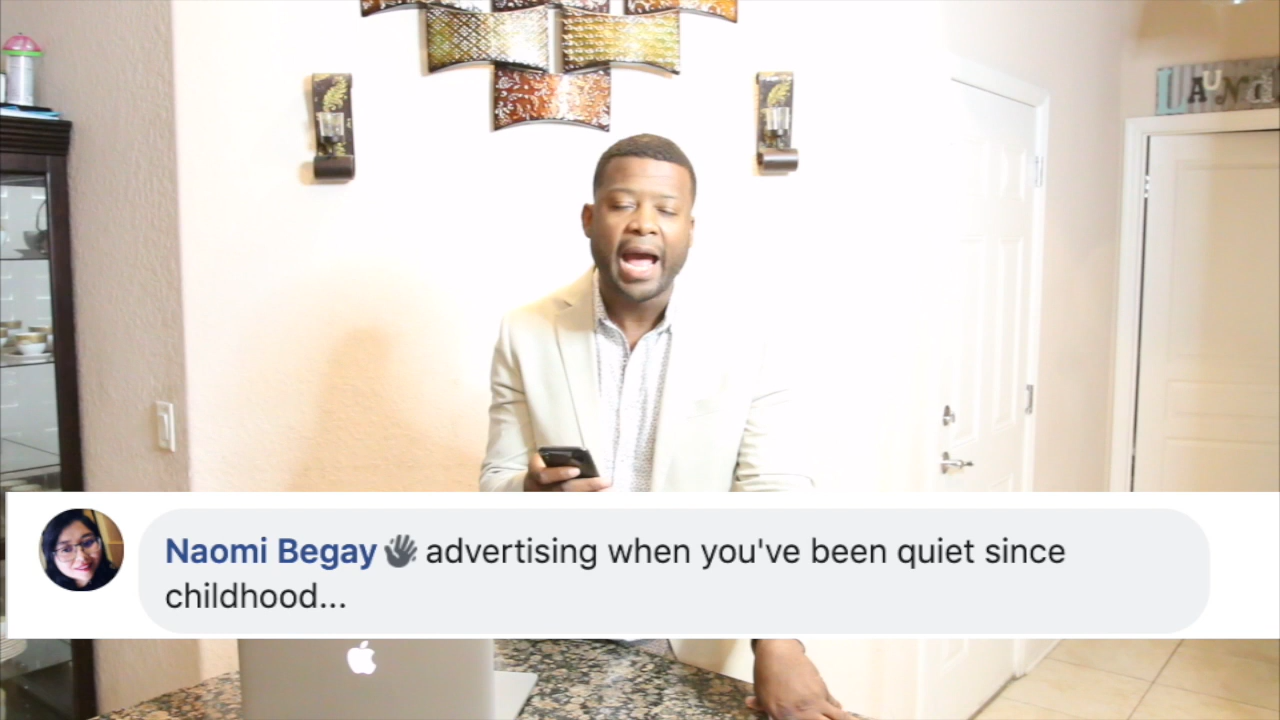 LAUNd
Naomi Begay 👋 advertising when you've been quiet since
childhood...